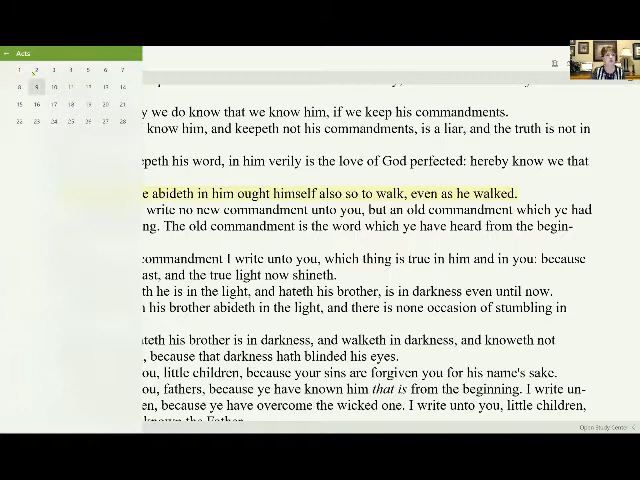 Acts
1 2 3 4 5 6 7
8 9 10 11 12 13 14
15 16 17 18 19 20 21
22 23 24 25 26 27 28
y we do know that we know him, if we keep his commandments.
know him, and keepeth not his commandments, is a liar, and the truth is not in
epeth his word, in him verily is the love of God perfected: hereby know we that
e abideth in him ought himself also so to walk, even as he walked.
write no new commandment unto you, but an old commandment which ye had
ng. The old commandment is the word which ye have heard from the begin-
commandment I write unto you, which thing is true in him and in you: because
ast, and the true light now shineth.
th he is in the light, and hateth his brother, is in darkness even until now.
h his brother abideth in the light, and there is none occasion of stumbling in
ateth his brother is in darkness, and walketh in darkness, and knoweth not
, because that darkness hath blinded his eyes.
ou, little children, because your sins are forgiven you for his name's sake.
ou, fathers, because ye have known him that is from the beginning. I write un-
en, because ye have overcome the wicked one. I write unto you, little children,
known the Father.
Open Study Center